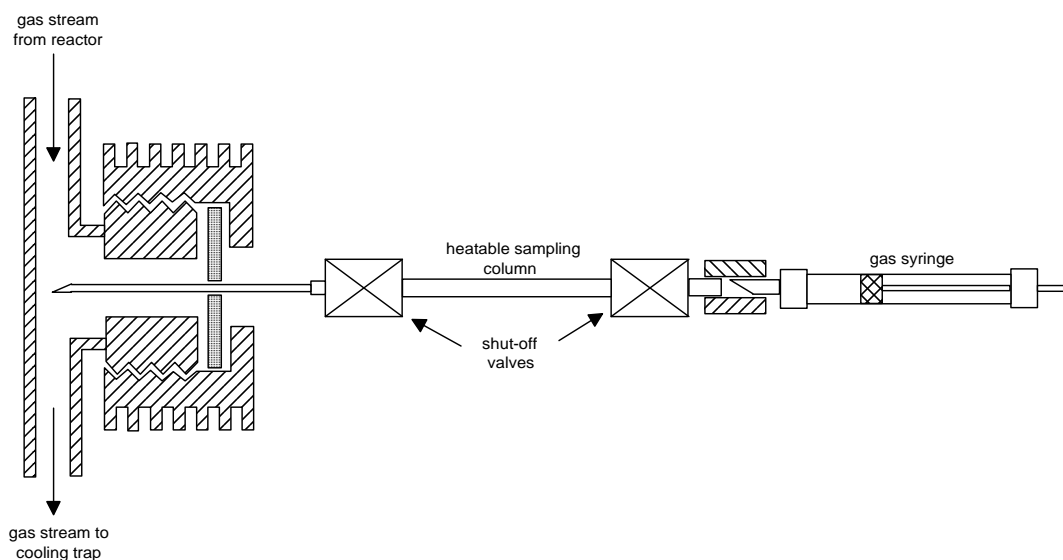 gas stream
from reactor
heatable sampling
column
gas syringe
shut-off
valves
gas stream to
cooling trap